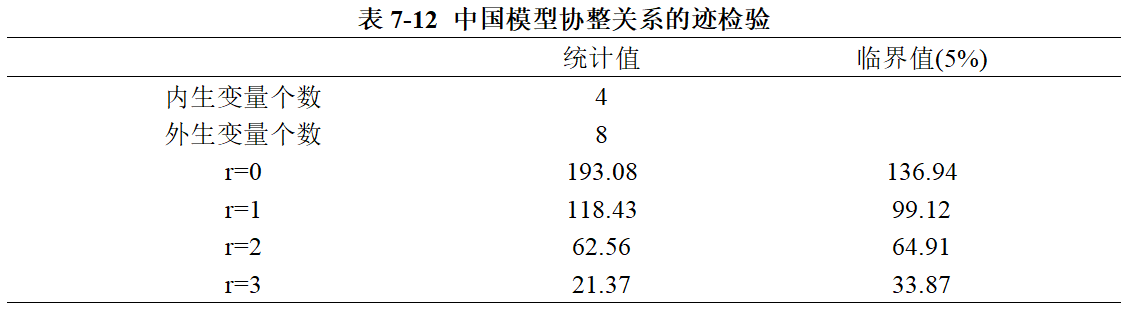 表 7-12 中国模型协整关系的迹检验
统计值 临界值(5%)
内生变量个数 4
外生变量个数 8
r=0 193.08 136.94
r=1 118.43 99.12
r=2 62.56 64.91
r=3 21.37 33.87